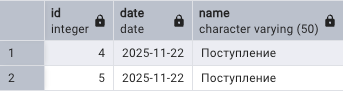 id date name
integer date character varying (50)
1 4 2025-11-22 Поступление
2 5 2025-11-22 Поступление